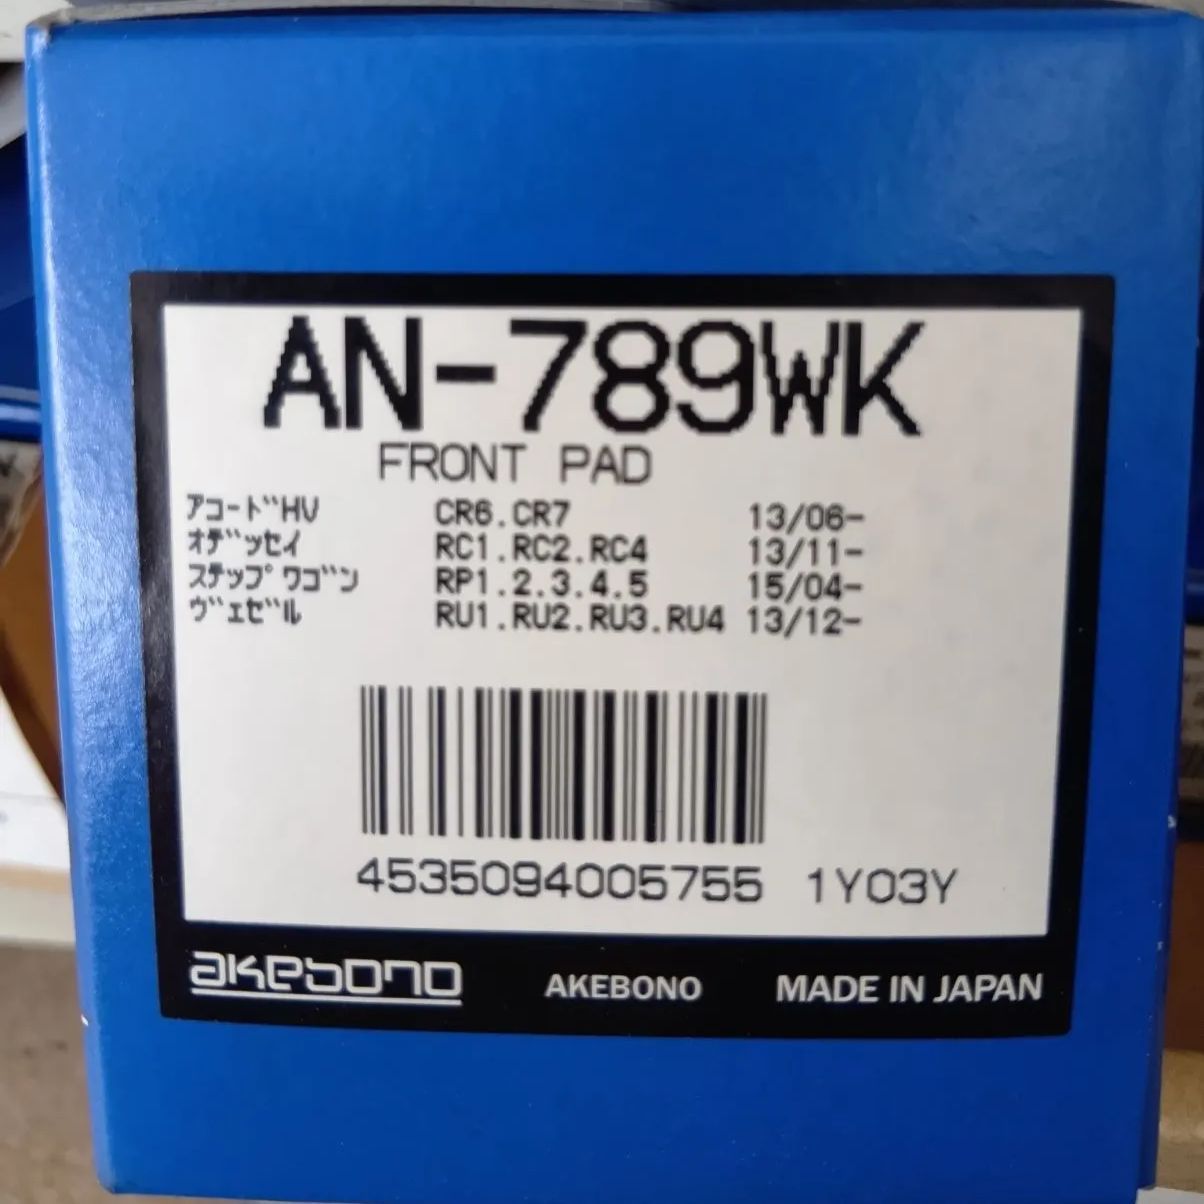 AN-789WK
FRONT PAD
ｱｺｰﾄﾞHV CR6.CR7 13/06-
ｵﾃﾞｯｾｲ RC1.RC2.RC4 13/11-
ｽﾃｯﾌﾟﾜｺﾞﾝ RP1.2.3.4.5 15/04-
ｳﾞｪｾﾞﾙ RU1.RU2.RU3.RU4 13/12-
4535094005755 1Y03Y
akebono AKEBONO MADE IN JAPAN